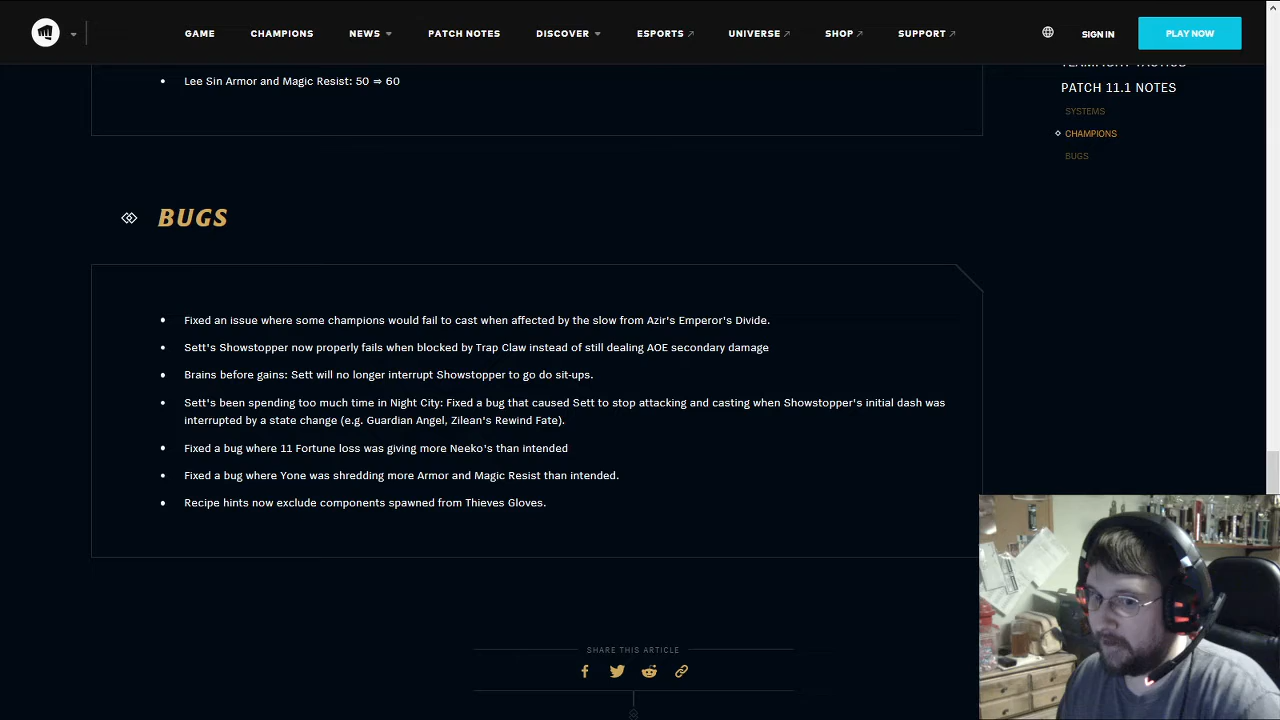 GAME CHAMPIONS NEWS PATCH NOTES DISCOVER ESPORTS UNIVERSE SHOP SUPPORT SIGN IN PLAY NOW
TEAMFIGHT TACTICS
Lee Sin Armor and Magic Resist: 50 ⇒ 60
PATCH 11.1 NOTES
SYSTEMS
CHAMPIONS
BUGS
BUGS
Fixed an issue where some champions would fail to cast when affected by the slow from Azir's Emperor's Divide.
Sett's Showstopper now properly fails when blocked by Trap Claw instead of still dealing AOE secondary damage
Brains before gains: Sett will no longer interrupt Showstopper to go do sit-ups.
Sett's been spending too much time in Night City: Fixed a bug that caused Sett to stop attacking and casting when Showstopper's initial dash was
interrupted by a state change (e.g. Guardian Angel, Zilean's Rewind Fate).
Fixed a bug where 11 Fortune loss was giving more Neeko's than intended
Fixed a bug where Yone was shredding more Armor and Magic Resist than intended.
Recipe hints now exclude components spawned from Thieves Gloves.
SHARE THIS ARTICLE